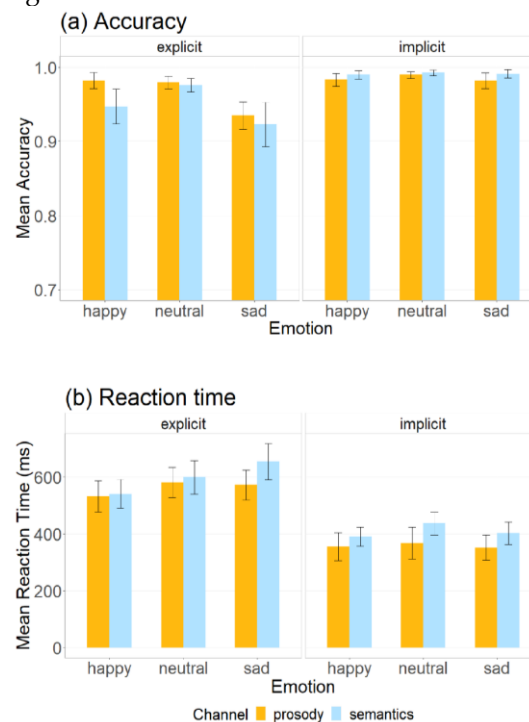 (a) Accuracy
explicit implicit
1.0
0.9
0.8
0.7
Mean Accuracy
happy neutral sad happy neutral sad
Emotion
(b) Reaction time
explicit implicit
600
400
200
0
Mean Reaction Time (ms)
happy neutral sad happy neutral sad
Emotion
Channel prosody semantics